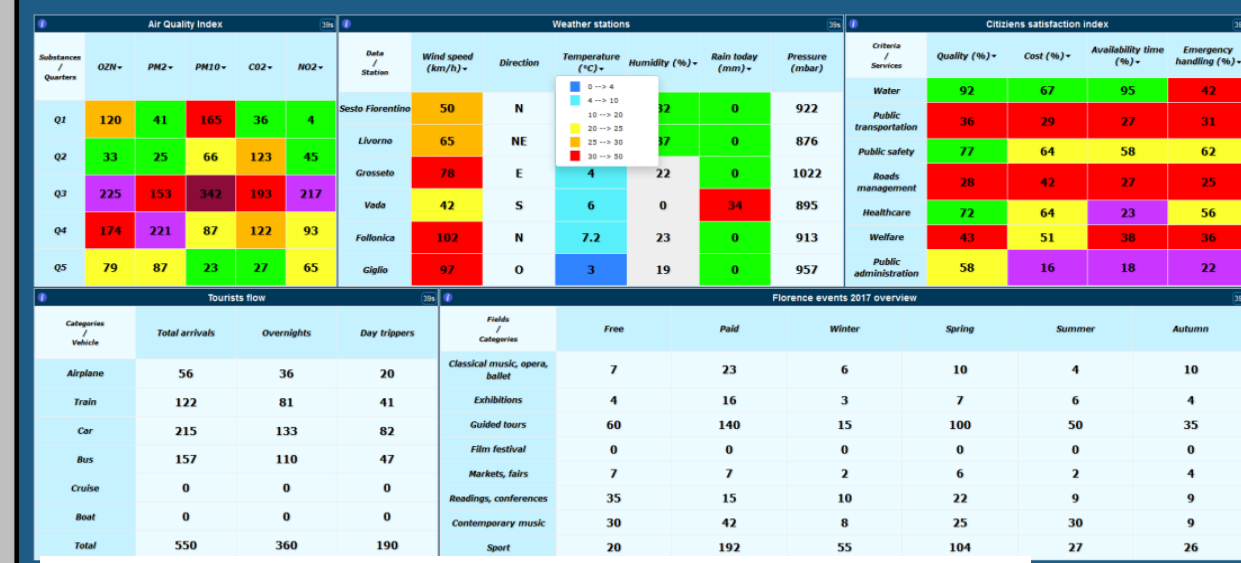 Air Quality Index 39s
Substances / Quarters OZN PM2 PM10 CO2 NO2
Q1 120 41 165 36 4
Q2 33 25 66 123 45
Q3 225 153 342 193 217
Q4 174 221 87 122 93
Q5 79 87 23 27 65
Weather stations 39s
Data / Station Wind speed (km/h) Direction Temperature (°C) Humidity (%) Rain today (mm) Pressure (mbar)
0 --> 4
4 --> 10
10 --> 20
20 --> 25
25 --> 30
30 --> 50
Sesto Fiorentino 50 N 0 922
Livorno 65 NE 0 876
Grosseto 78 E 4 22 0 1022
Vada 42 S 6 0 34 895
Follonica 102 N 7.2 23 0 913
Giglio 97 O 3 19 0 957
Citiziens satisfaction index
Criteria / Services Quality (%) Cost (%) Availability time (%) Emergency handling (%)
Water 92 67 95 42
Public transportation 36 29 27 31
Public safety 77 64 58 62
Roads management 28 42 27 25
Healthcare 72 64 23 56
Welfare 43 51 38 36
Public administration 58 16 18 22
Tourists flow 39s
Categories / Vehicle Total arrivals Overnights Day trippers
Airplane 56 36 20
Train 122 81 41
Car 215 133 82
Bus 157 110 47
Cruise 0 0 0
Boat 0 0 0
Total 550 360 190
Florence events 2017 overview
Fields / Categories Free Paid Winter Spring Summer Autumn
Classical music, opera, ballet 7 23 6 10 4 10
Exhibitions 4 16 3 7 6 4
Guided tours 60 140 15 100 50 35
Film festival 0 0 0 0 0 0
Markets, fairs 7 7 2 6 2 4
Readings, conferences 35 15 10 22 9 9
Contemporary music 30 42 8 25 30 9
Sport 20 192 55 104 27 26